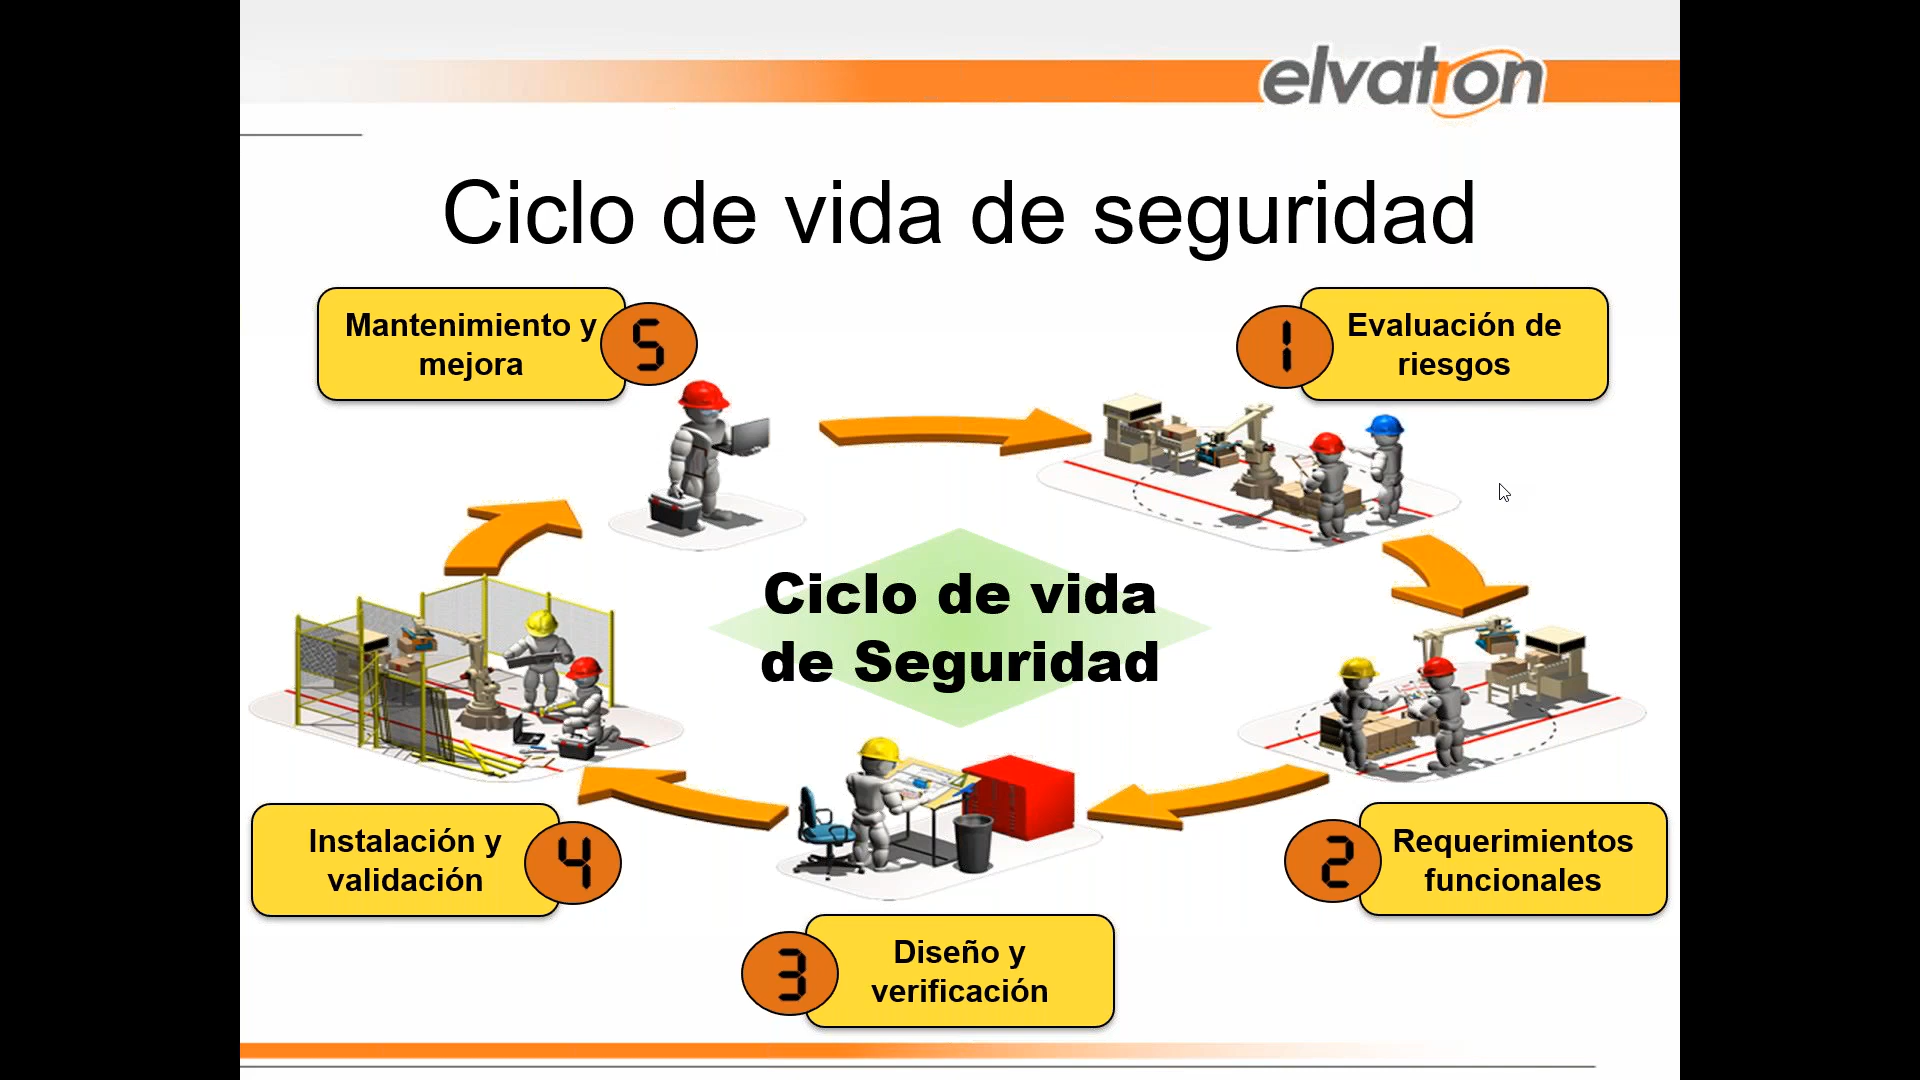 elvatron
Ciclo de vida de seguridad
Mantenimiento y
mejora
5
1
Evaluación de
riesgos
Ciclo de vida
de Seguridad
Instalación y
validación
4
2
Requerimientos
funcionales
3
Diseño y
verificación